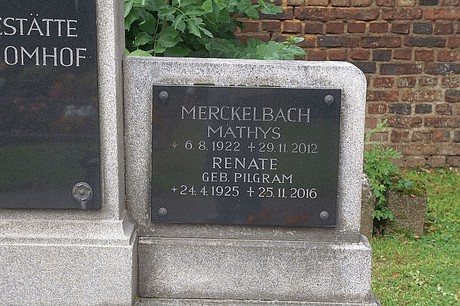 ESTÄTTE
OMHOF
MERCKELBACH
MATHYS
* 6.8.1922 † 29.11.2012
RENATE
GEB. PILGRAM
* 24.4.1925 † 25.11.2016